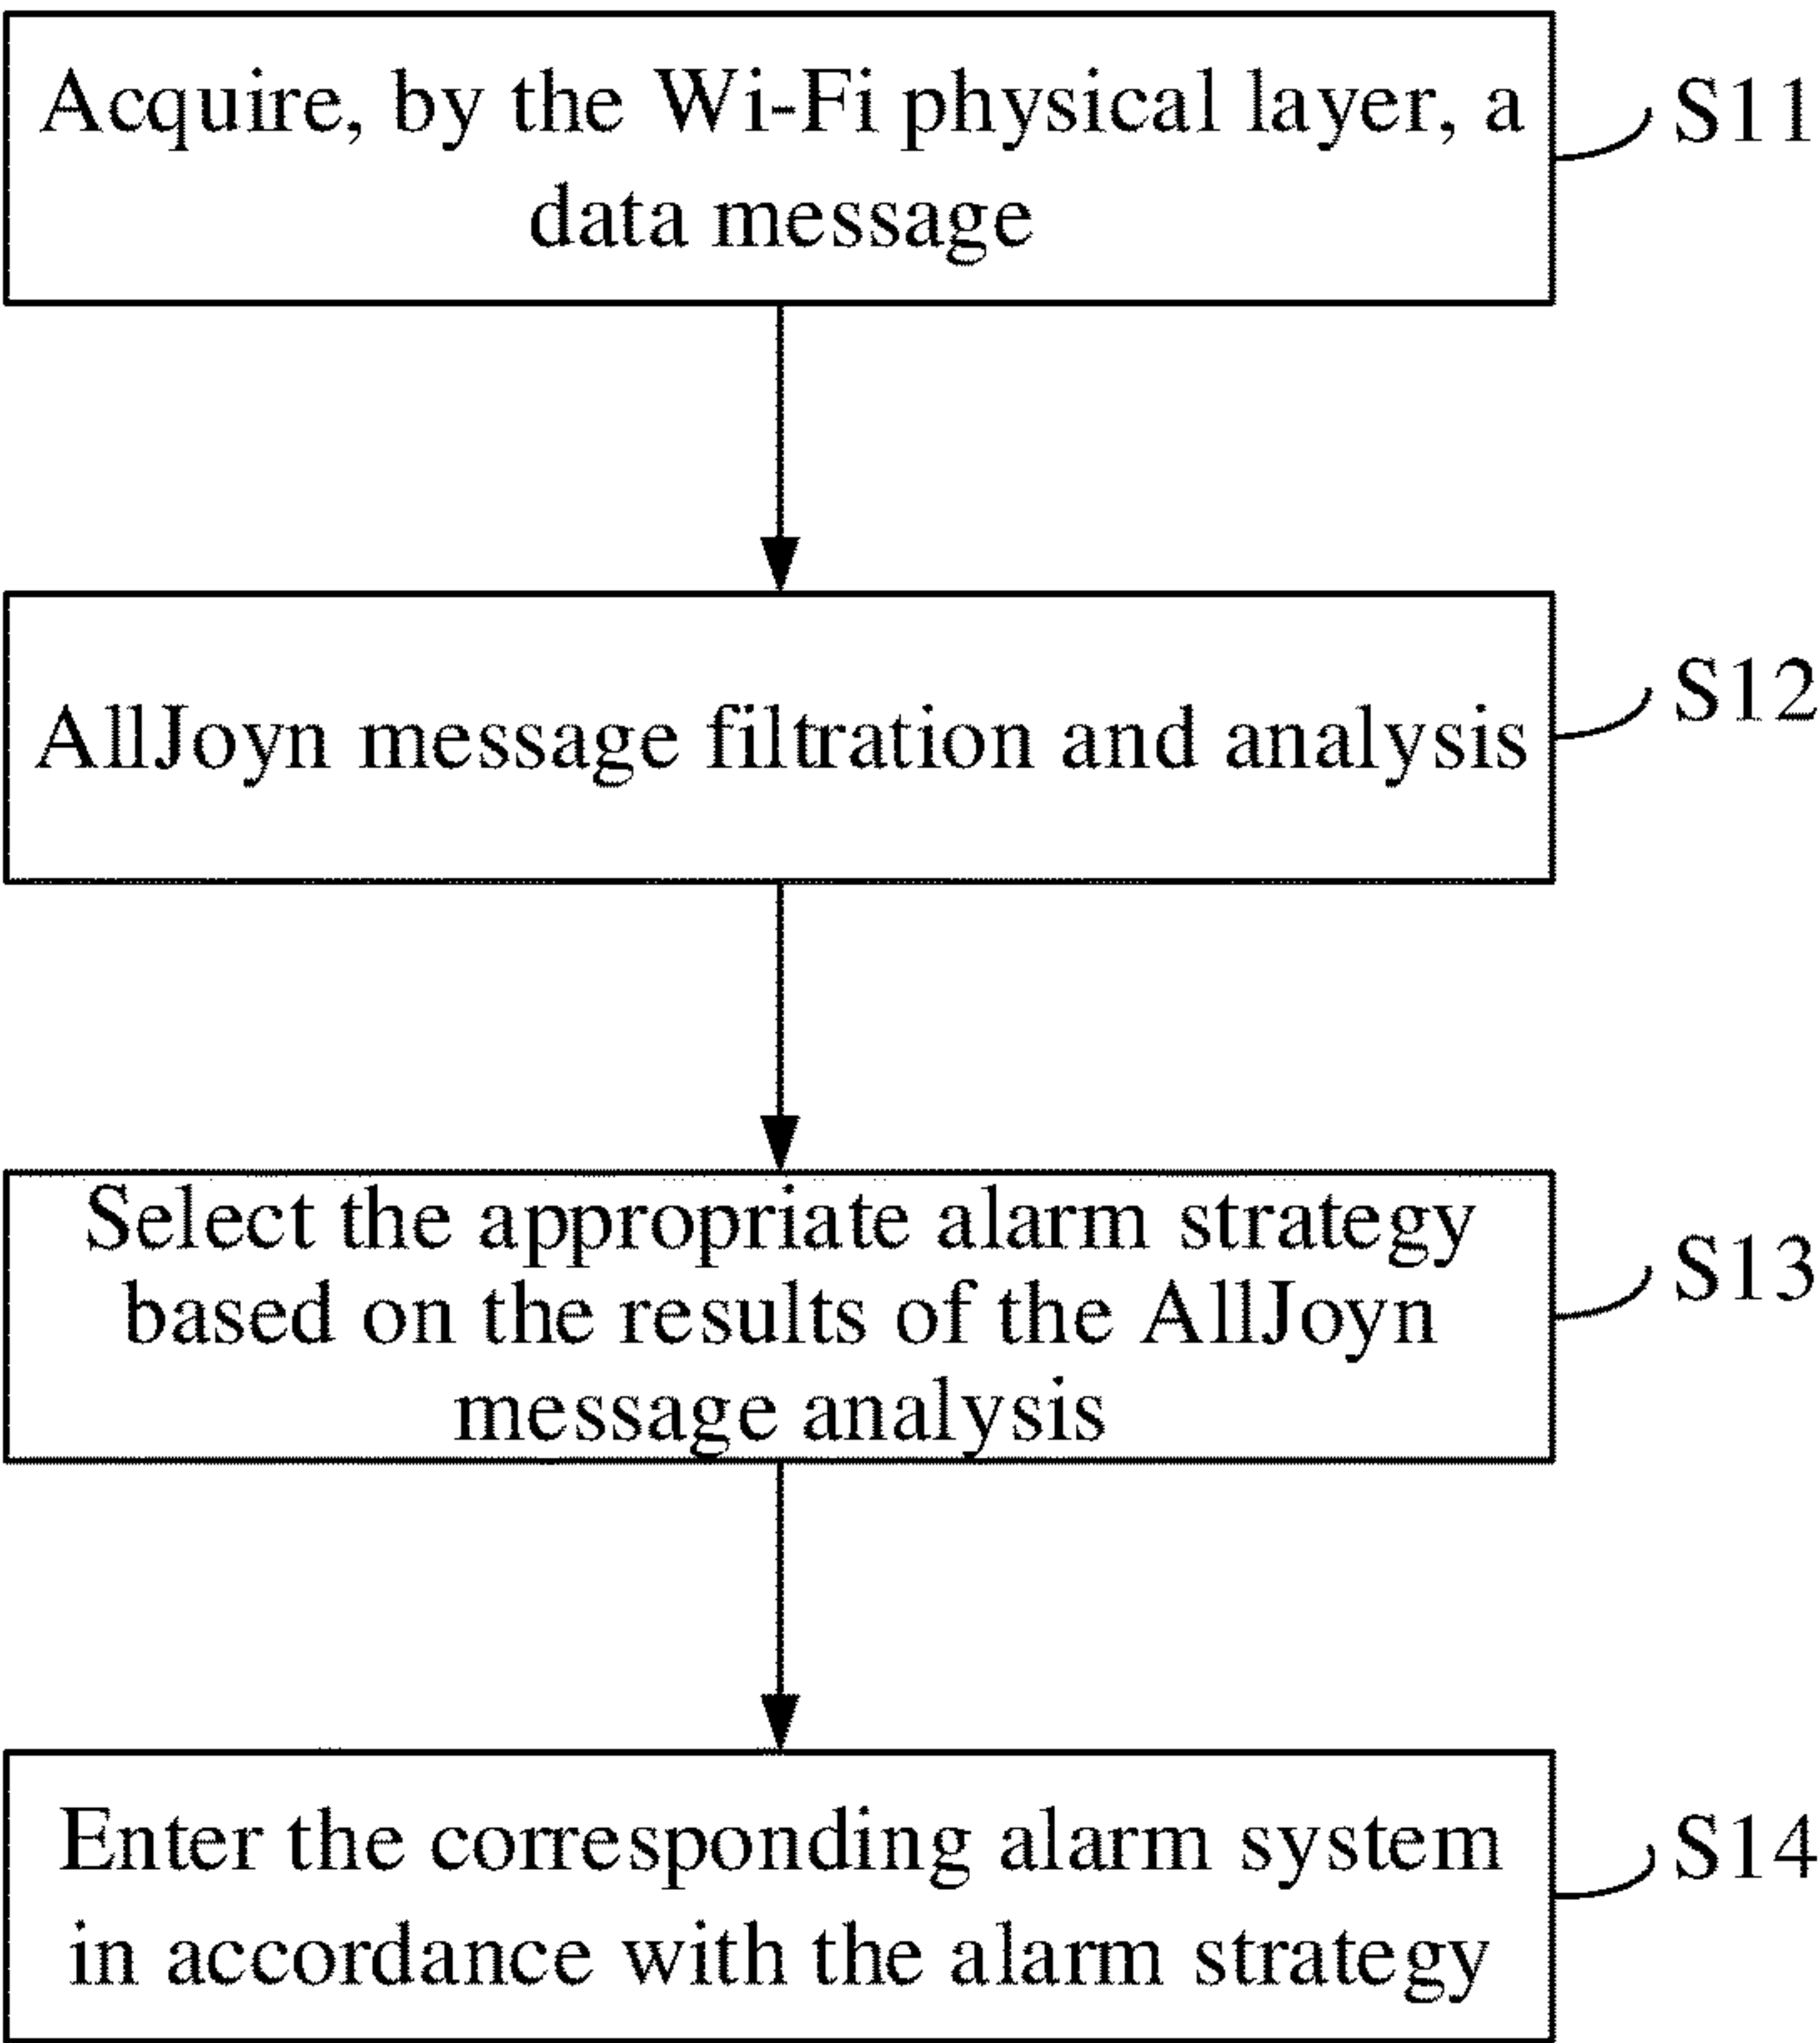 Acquire, by the Wi-Fi physical layer, a
data message
S11
AllJoyn message filtration and analysis
S12
Select the appropriate alarm strategy
based on the results of the AllJoyn
message analysis
S13
Enter the corresponding alarm system
in accordance with the alarm strategy
S14